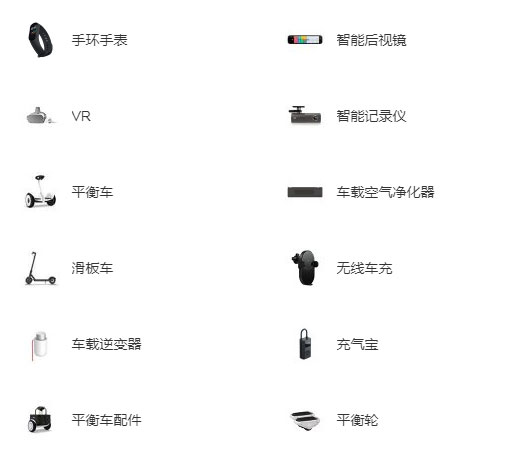 手环手表
智能后视镜
VR
智能记录仪
平衡车
车载空气净化器
滑板车
无线车充
车载逆变器
充气宝
平衡车配件
平衡轮